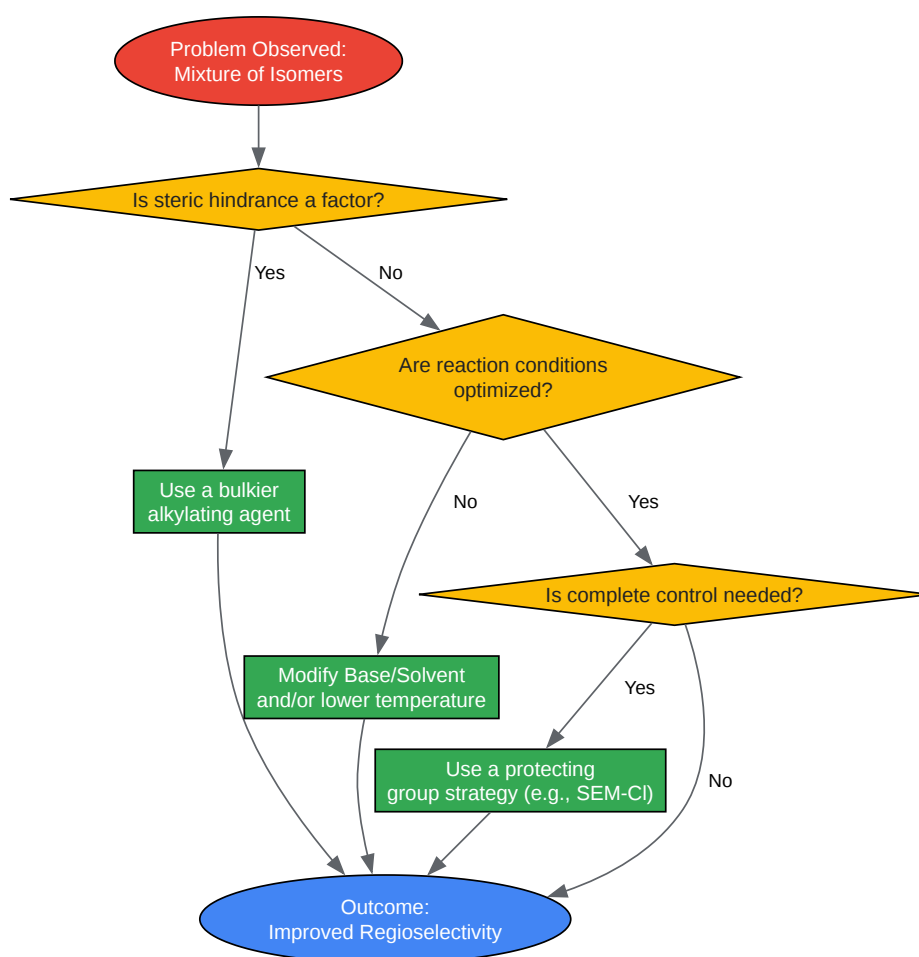 Problem Observed:
Mixture of Isomers
Is steric hindrance a factor?
Yes
No
Are reaction conditions
optimized?
Use a bulkier
alkylating agent
No
Yes
Is complete control needed?
Modify Base/Solvent
and/or lower temperature
Yes
Use a protecting
group strategy (e.g., SEM-Cl)
No
Outcome:
Improved Regioselectivity